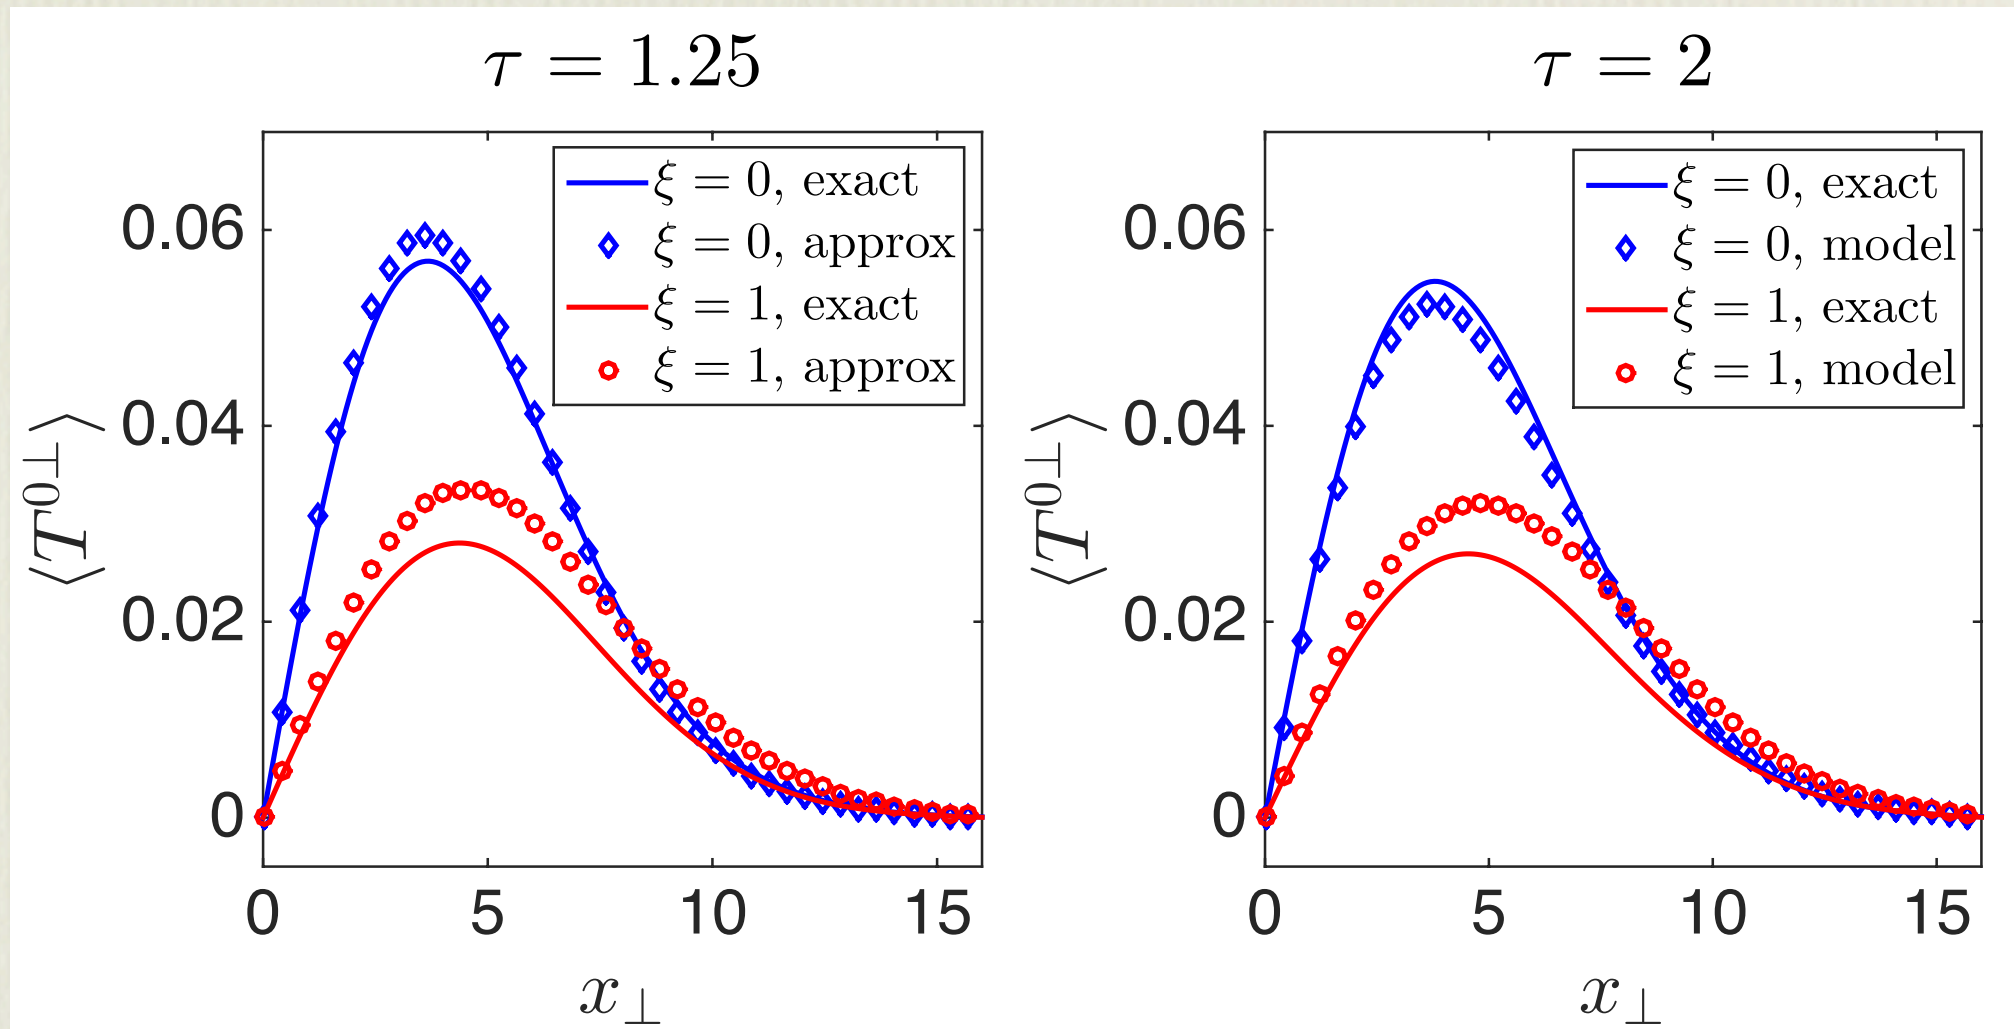 τ = 1.25
⟨T^{0⊥}⟩
0.06
0.04
0.02
0
0 5 10 15
x_⊥
ξ = 0, exact
ξ = 0, approx
ξ = 1, exact
ξ = 1, approx
τ = 2
⟨T^{0⊥}⟩
0.06
0.04
0.02
0
0 5 10 15
x_⊥
ξ = 0, exact
ξ = 0, model
ξ = 1, exact
ξ = 1, model